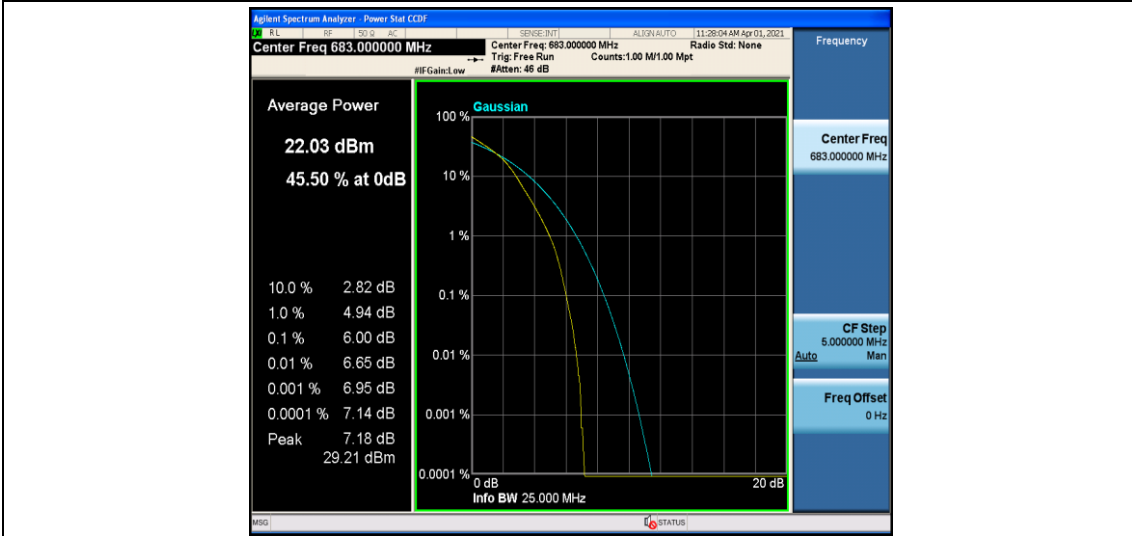 Agilent Spectrum Analyzer - Power Stat CCDF
RL RF 50 Ω AC SENSE:INT ALIGN AUTO 11:28:04 AM Apr 01, 2021
Center Freq 683.000000 MHz Center Freq: 683.000000 MHz Radio Std: None
Trig: Free Run Counts:1.00 M/1.00 Mpt
#IFGain:Low #Atten: 46 dB
Frequency
Average Power
22.03 dBm
45.50 % at 0dB
10.0 % 2.82 dB
1.0 % 4.94 dB
0.1 % 6.00 dB
0.01 % 6.65 dB
0.001 % 6.95 dB
0.0001 % 7.14 dB
Peak 7.18 dB
29.21 dBm
Gaussian
100 %
10 %
1 %
0.1 %
0.01 %
0.001 %
0.0001 %
0 dB 20 dB
Info BW 25.000 MHz
Center Freq
683.000000 MHz
CF Step
5.000000 MHz
Auto Man
Freq Offset
0 Hz
MSG STATUS